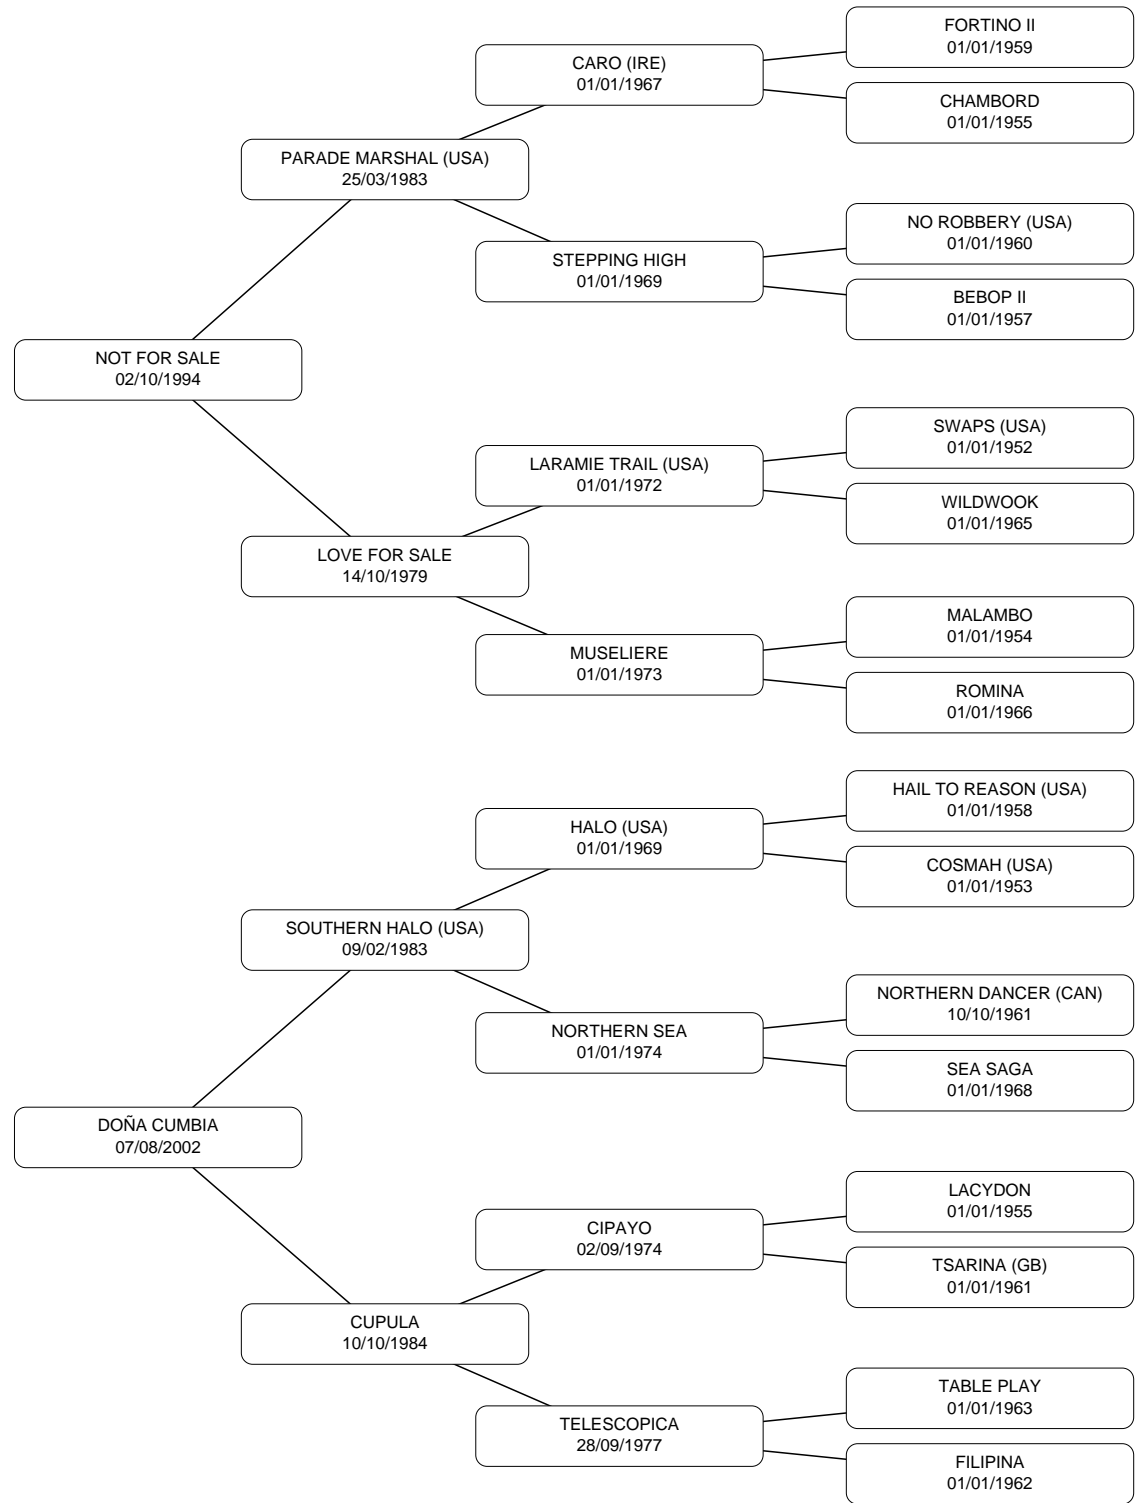 FORTINO II
01/01/1959
CARO (IRE)
01/01/1967
CHAMBORD
01/01/1955
PARADE MARSHAL (USA)
25/03/1983
NO ROBBERY (USA)
01/01/1960
STEPPING HIGH
01/01/1969
BEBOP II
01/01/1957
NOT FOR SALE
02/10/1994
SWAPS (USA)
01/01/1952
LARAMIE TRAIL (USA)
01/01/1972
WILDWOOK
01/01/1965
LOVE FOR SALE
14/10/1979
MALAMBO
01/01/1954
MUSELIERE
01/01/1973
ROMINA
01/01/1966
HAIL TO REASON (USA)
01/01/1958
HALO (USA)
01/01/1969
COSMAH (USA)
01/01/1953
SOUTHERN HALO (USA)
09/02/1983
NORTHERN DANCER (CAN)
10/10/1961
NORTHERN SEA
01/01/1974
SEA SAGA
01/01/1968
DOÑA CUMBIA
07/08/2002
LACYDON
01/01/1955
CIPAYO
02/09/1974
TSARINA (GB)
01/01/1961
CUPULA
10/10/1984
TABLE PLAY
01/01/1963
TELESCOPICA
28/09/1977
FILIPINA
01/01/1962